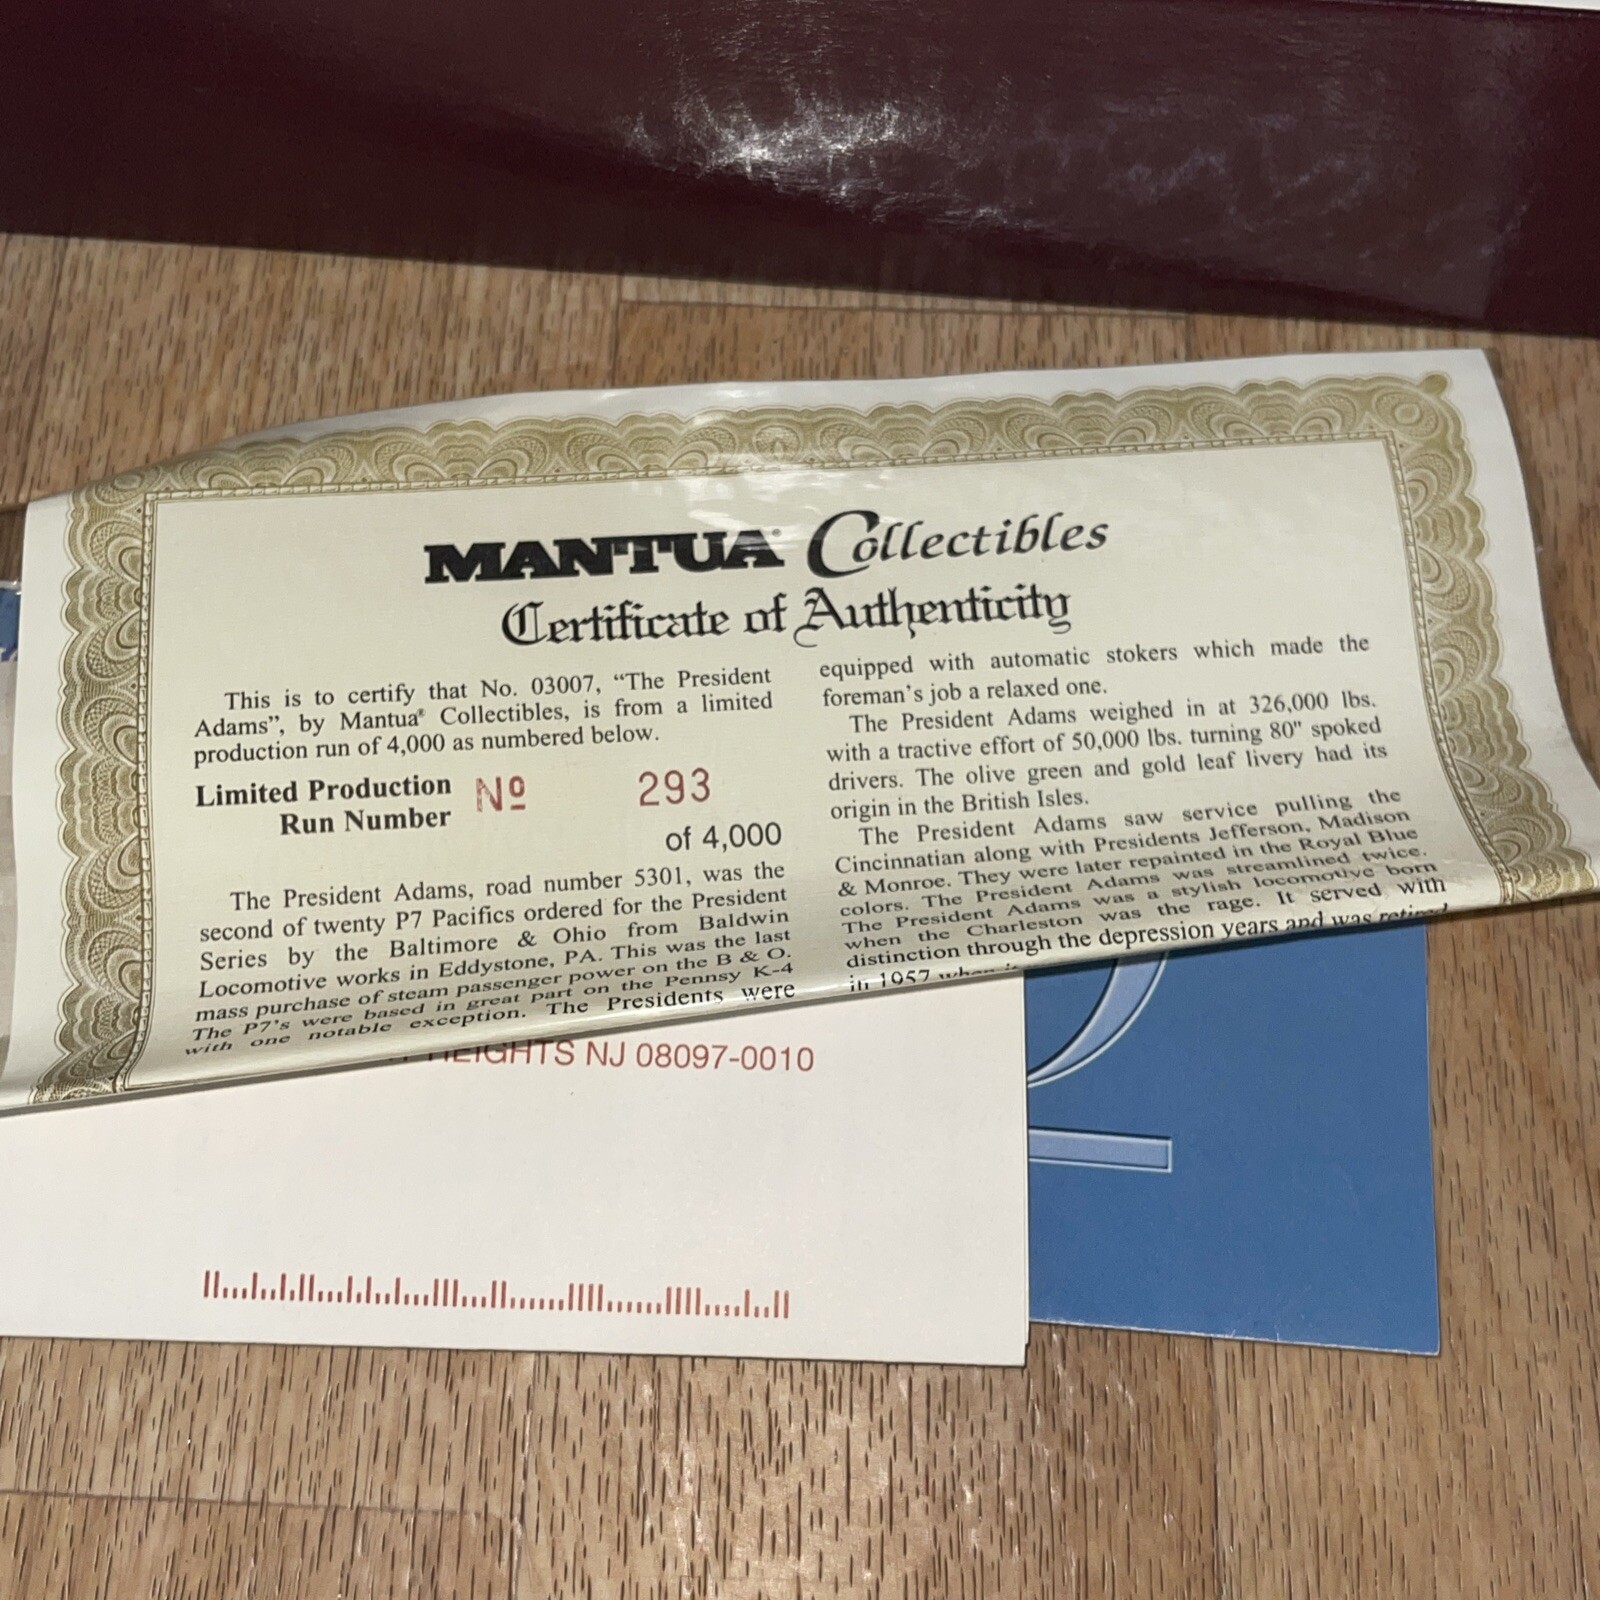 MANTUA® Collectibles
Certificate of Authenticity
This is to certify that No. 03007, “The President
Adams”, by Mantua® Collectibles, is from a limited
production run of 4,000 as numbered below.
Limited Production
Run Number
Nº 293
of 4,000
The President Adams, road number 5301, was the
second of twenty P7 Pacifics ordered for the President
Series by the Baltimore & Ohio from Baldwin
Locomotive works in Eddystone, PA. This was the last
mass purchase of steam passenger power on the B & O.
The P7's were based in great part on the Pennsy K-4
with one notable exception. The Presidents were
equipped with automatic stokers which made the
foreman's job a relaxed one.
The President Adams weighed in at 326,000 lbs.
with a tractive effort of 50,000 lbs. turning 80" spoked
drivers. The olive green and gold leaf livery had its
origin in the British Isles.
The President Adams saw service pulling the
Cincinnatian along with Presidents Jefferson, Madison
& Monroe. They were later repainted in the Royal Blue
colors. The President Adams was streamlined twice.
The President Adams was a stylish locomotive born
when the Charleston was the rage. It served with
distinction through the depression years and was retired
in 1957 when
HEIGHTS NJ 08097-0010